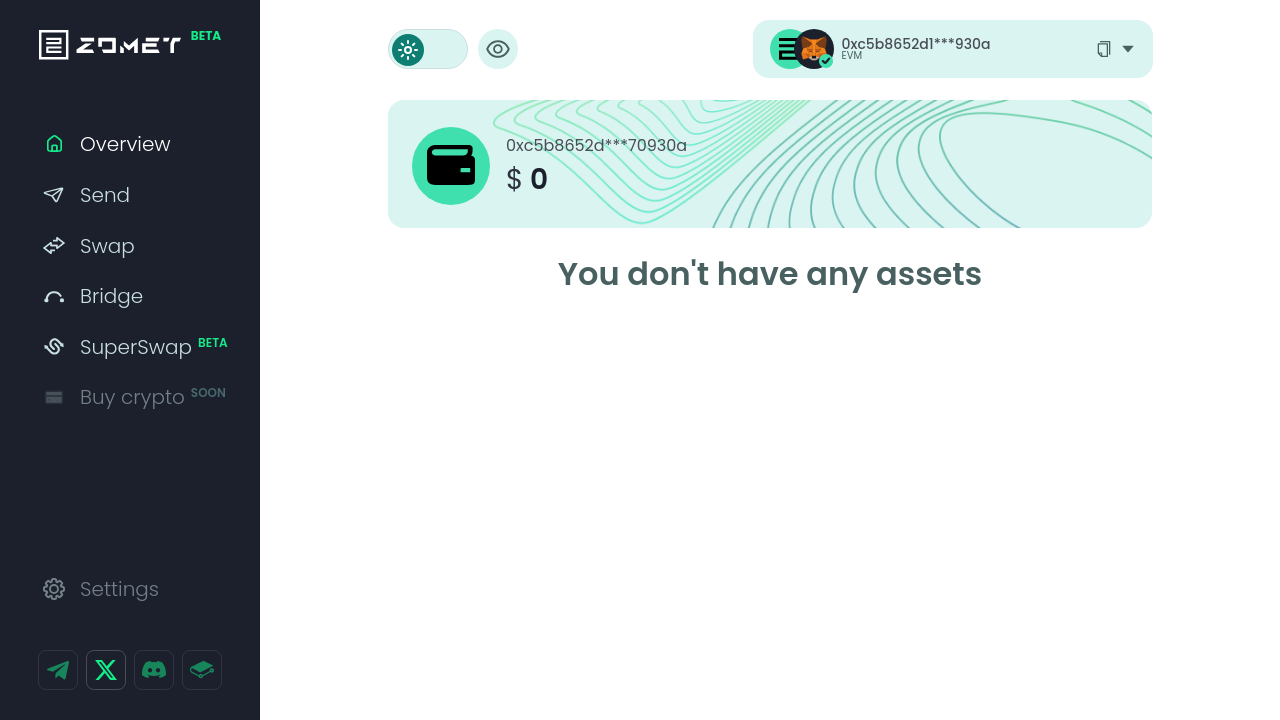 ZOMET BETA
Overview
Send
Swap
Bridge
SuperSwap BETA
Buy crypto SOON
Settings
0xc5b8652d1***930a
EVM
0xc5b8652d***70930a
$ 0
You don't have any assets